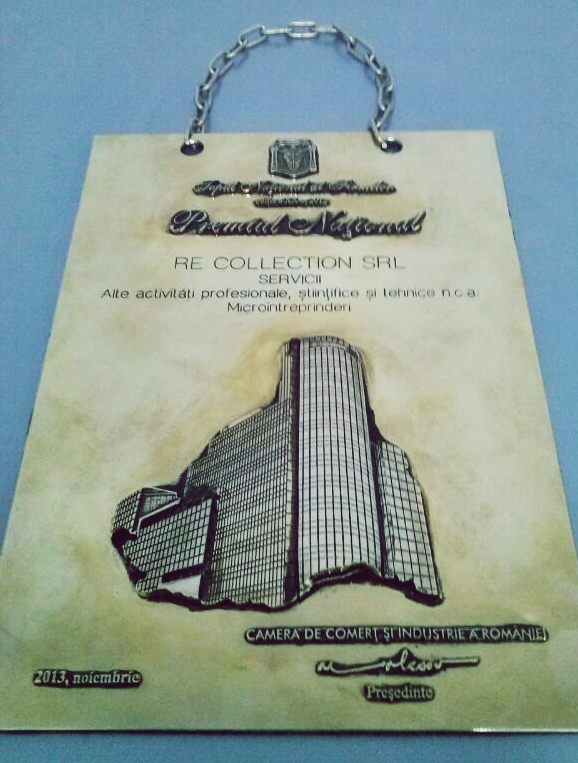 Topul Național al Firmelor
Premiul Național
RE COLLECTION SRL
SERVICII
Alte activităti profesionale, științifice și tehnice n.c.a.
Microintreprinderi
CAMERA DE COMERȚ ȘI INDUSTRIE A ROMÂNIEI
2013, noiembrie
Președinte